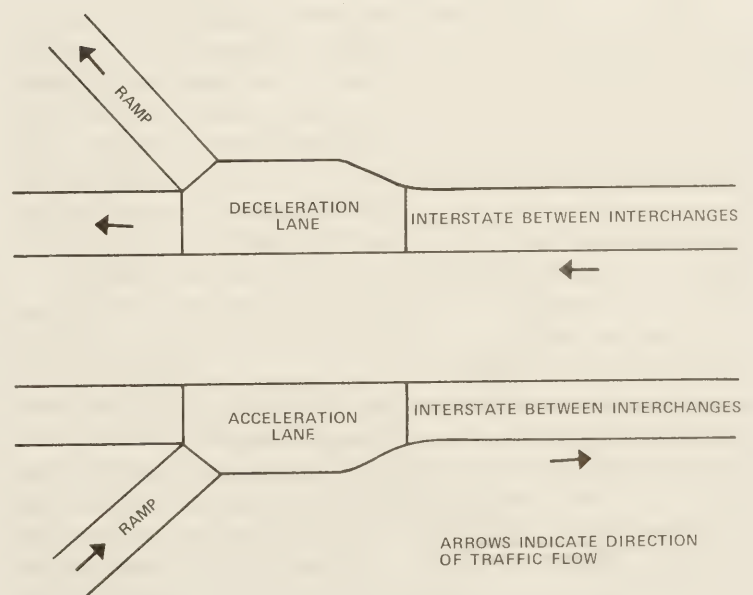 RAMP
DECELERATION
LANE
INTERSTATE BETWEEN INTERCHANGES
ACCELERATION
LANE
INTERSTATE BETWEEN INTERCHANGES
RAMP
ARROWS INDICATE DIRECTION
OF TRAFFIC FLOW